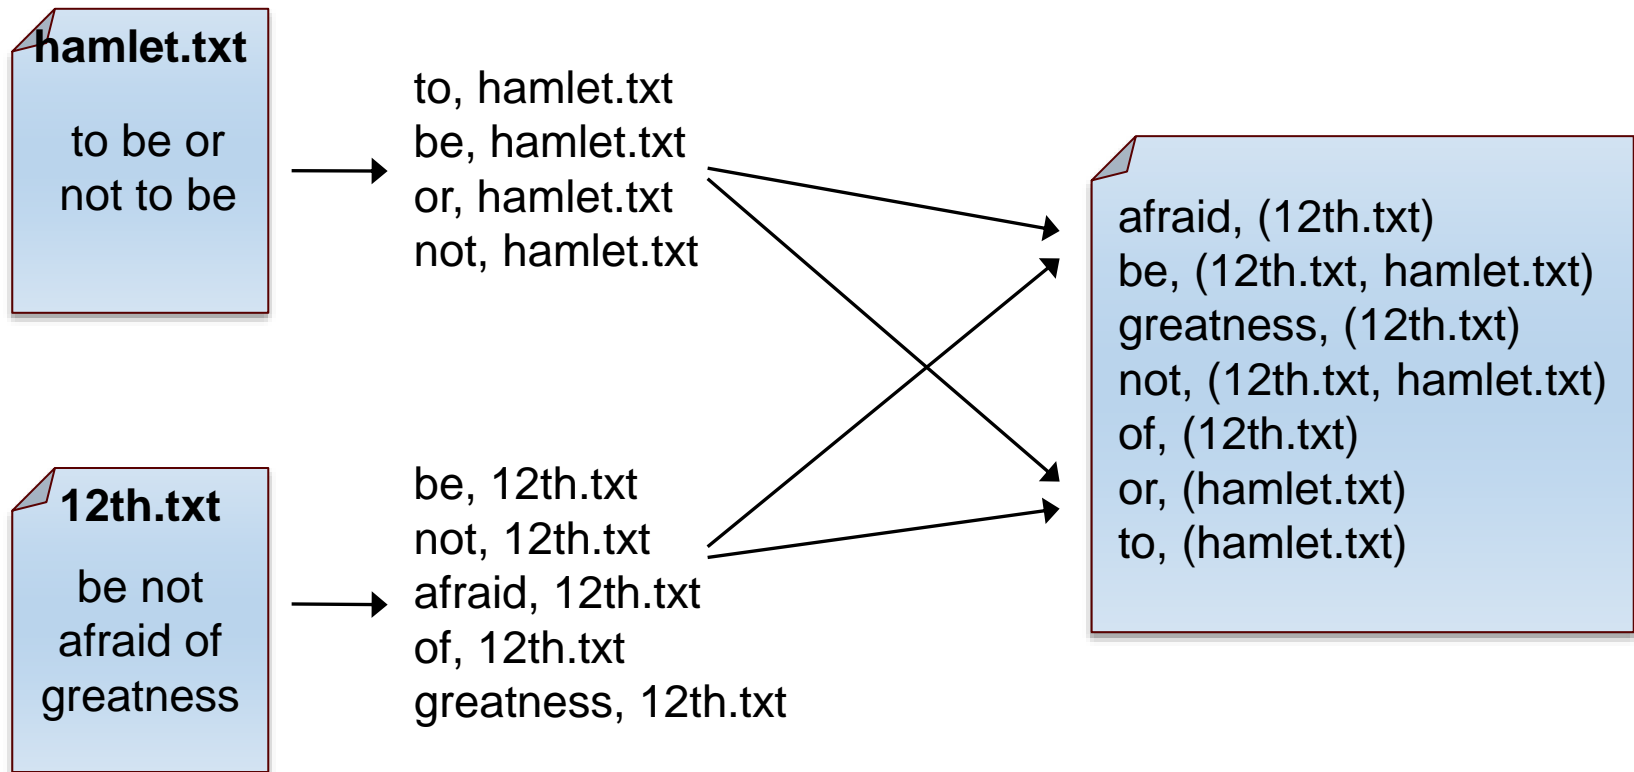 hamlet.txt
to be or
not to be
to, hamlet.txt
be, hamlet.txt
or, hamlet.txt
not, hamlet.txt
12th.txt
be not
afraid of
greatness
be, 12th.txt
not, 12th.txt
afraid, 12th.txt
of, 12th.txt
greatness, 12th.txt
afraid, (12th.txt)
be, (12th.txt, hamlet.txt)
greatness, (12th.txt)
not, (12th.txt, hamlet.txt)
of, (12th.txt)
or, (hamlet.txt)
to, (hamlet.txt)